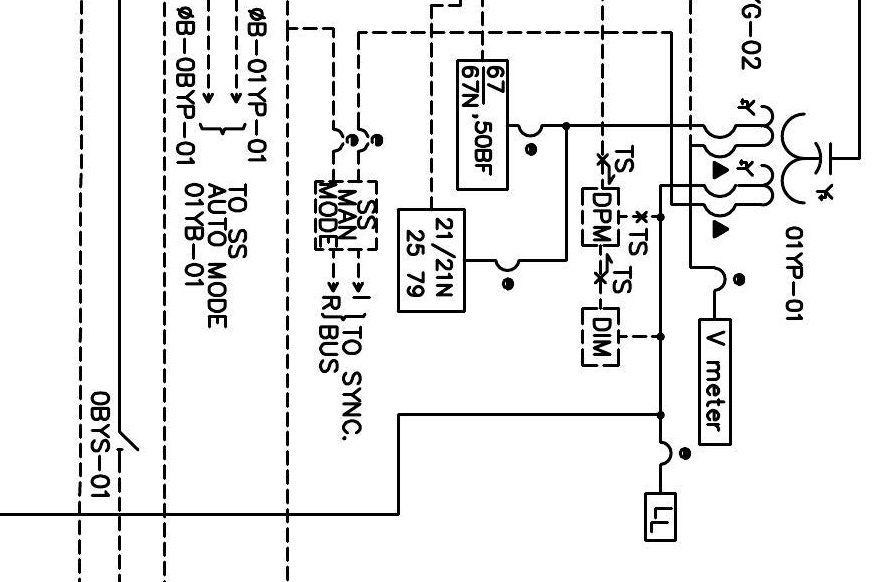 YG-02
ØB-01YP-01
ØB-0BYP-01
TO SS
AUTO MODE
01YB-01
SS
MAN
MODE
I
R
TO SYNC.
BUS
67
67N
,50BF
21/21N
25 79
TS
DPM
TS
TS
DIM
01YP-01
V meter
LL
0BYS-01